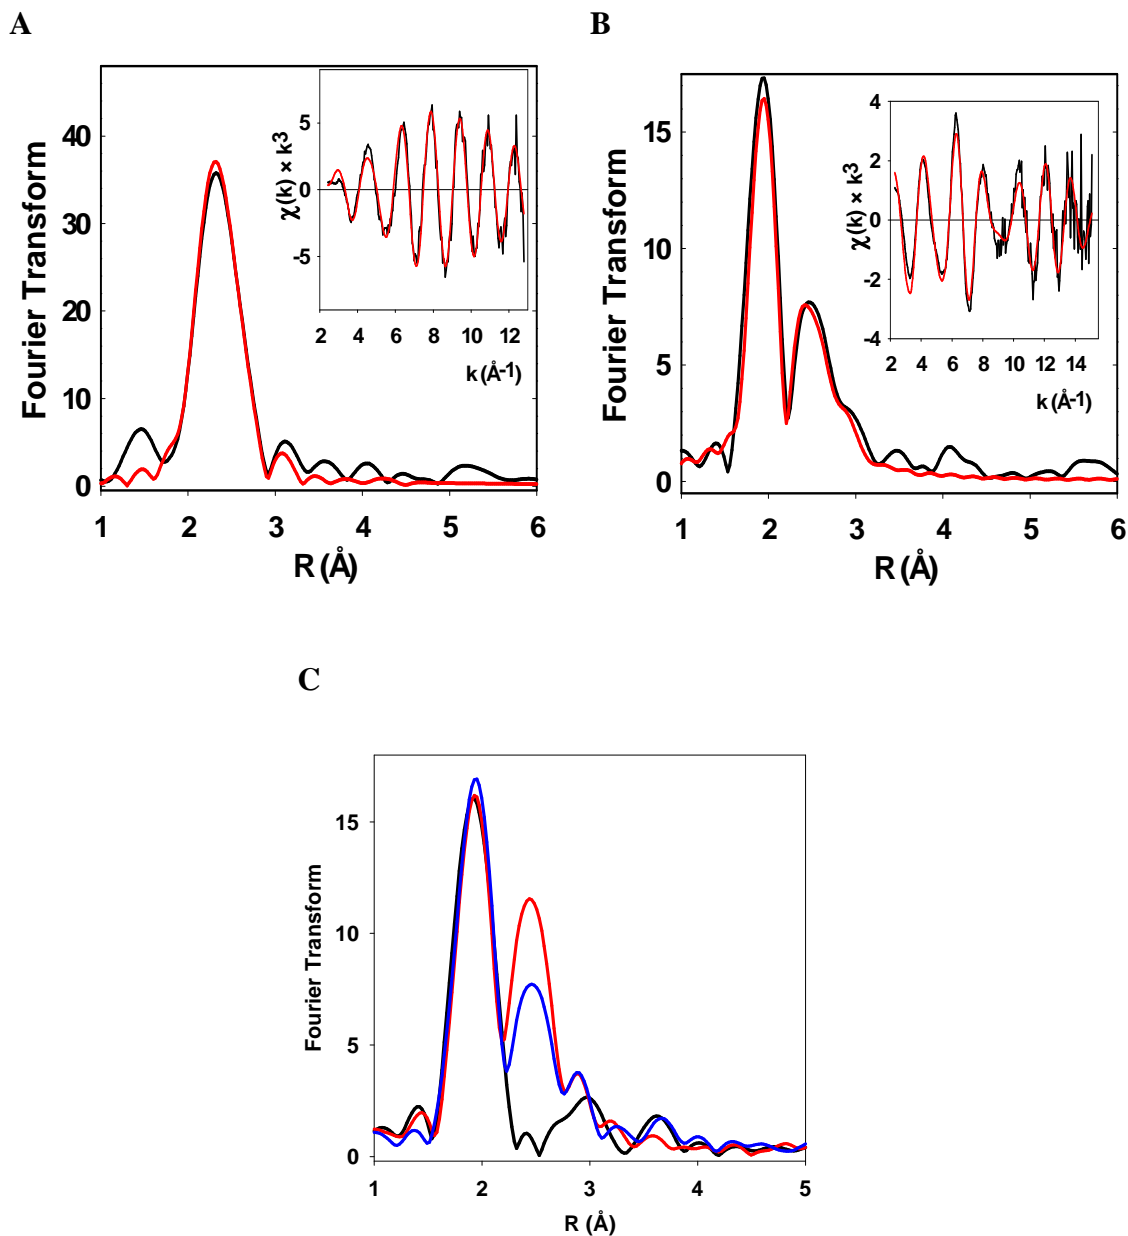 A
B
Fourier Transform
40
30
20
10
0
1 2 3 4 5 6
R (Å)
χ(k) × k³
5
0
-5
2 4 6 8 10 12
k (Å⁻¹)
Fourier Transform
15
10
5
0
1 2 3 4 5 6
R (Å)
χ(k) × k³
4
2
0
-2
-4
2 4 6 8 10 12 14
k (Å⁻¹)
C
Fourier Transform
15
10
5
0
1 2 3 4 5
R (Å)